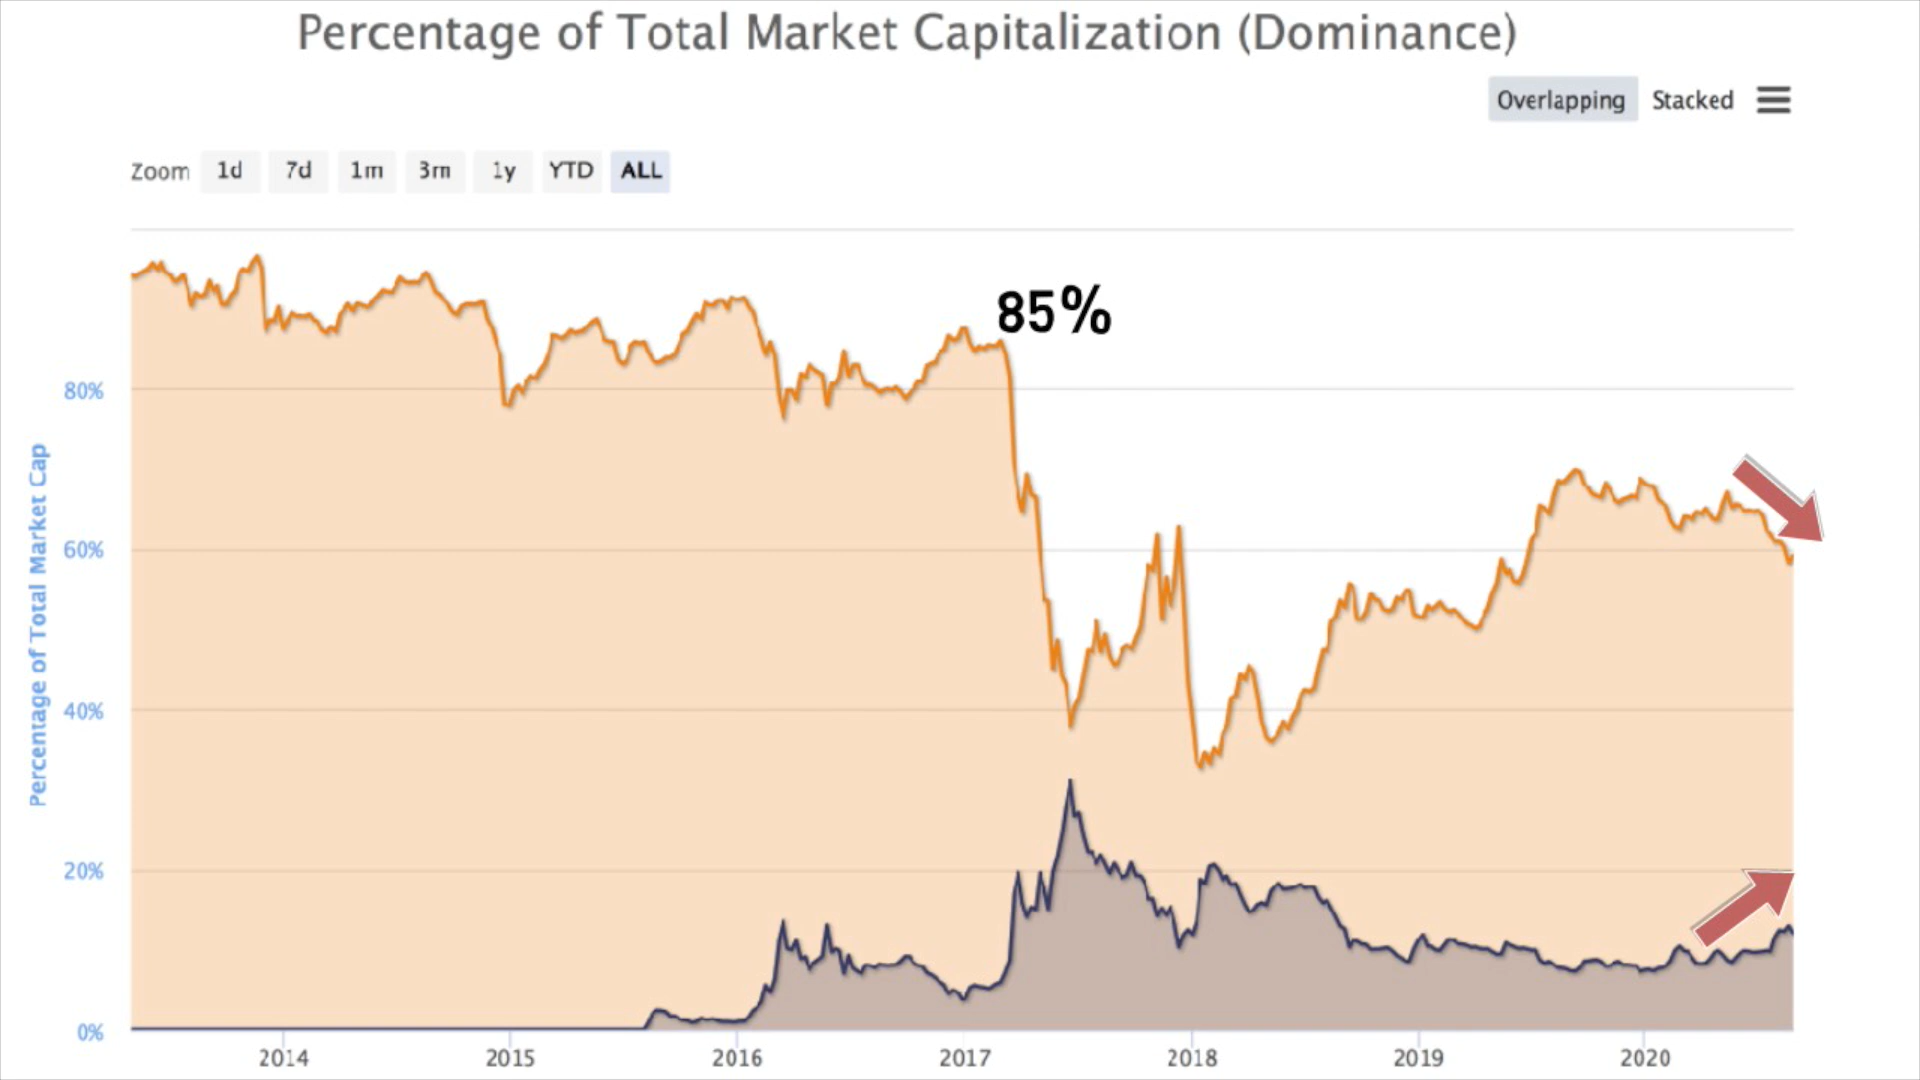 Percentage of Total Market Capitalization (Dominance)
Overlapping Stacked
Zoom 1d 7d 1m 3m 1y YTD ALL
85%
80%
60%
40%
20%
0%
Percentage of Total Market Cap
2014 2015 2016 2017 2018 2019 2020